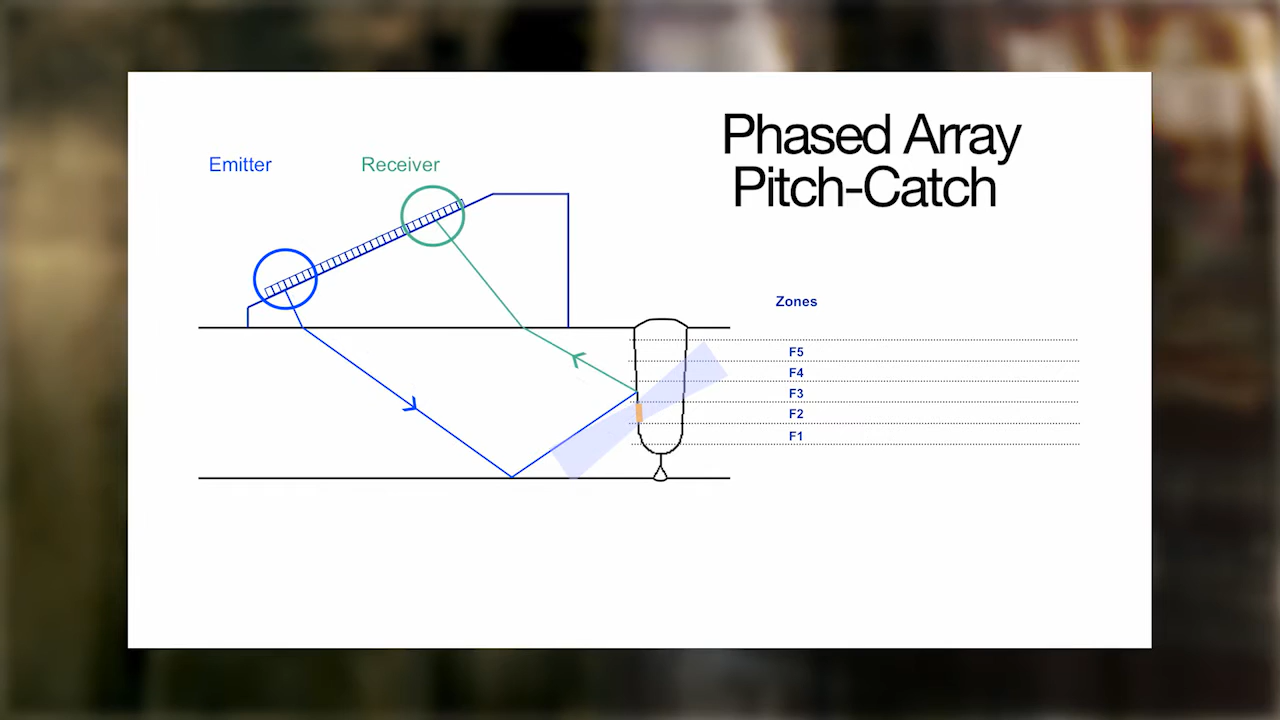 Phased Array
Pitch-Catch
Emitter
Receiver
Zones
F5
F4
F3
F2
F1